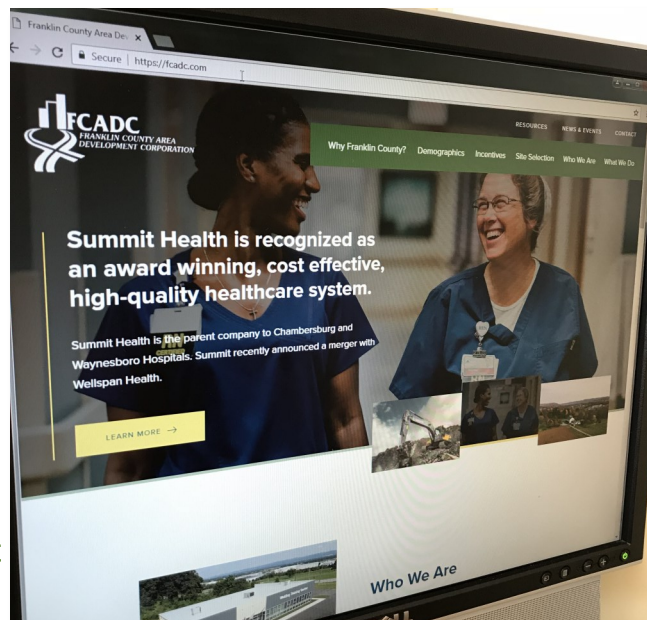 Franklin County Area Dev
Secure | https://fcadc.com
RESOURCES NEWS & EVENTS CONTACT
FCADC
FRANKLIN COUNTY AREA
DEVELOPMENT CORPORATION
Why Franklin County? Demographics Incentives Site Selection Who We Are What We Do
Summit Health is recognized as
an award winning, cost effective,
high-quality healthcare system.
Summit Health is the parent company to Chambersburg and
Waynesboro Hospitals. Summit recently announced a merger with
Wellspan Health.
RN
LEARN MORE →
Who We Are